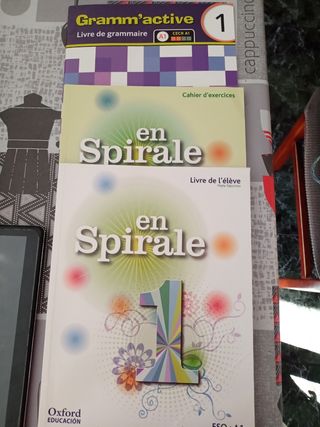 Gramm'active
1
Livre de grammaire
A1
CECR A1
cappuccino
Cahier d'exercices
en
Spirale
Livre de l'élève
en
Spirale
1
Oxford
EDUCACIÓN